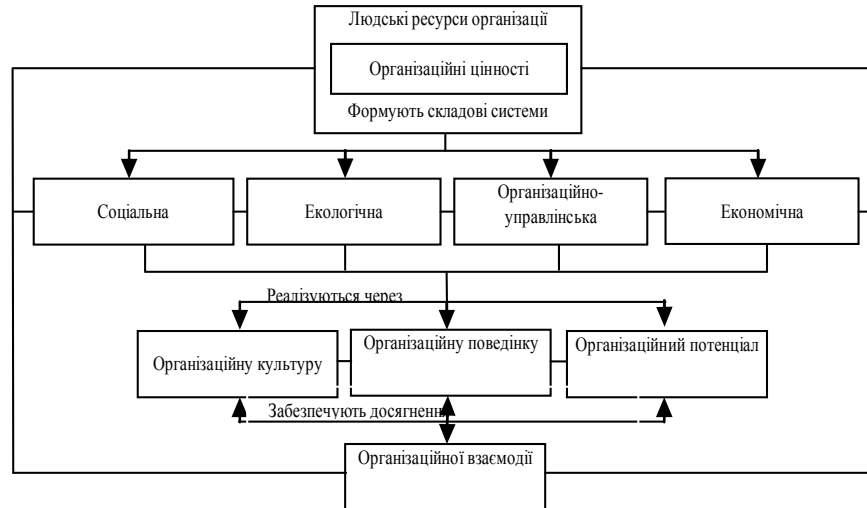 Людські ресурси організації
Організаційні цінності
Формують складові системи
Соціальна
Екологічна
Організаційно-
управлінська
Економічна
Реалізуються через
Організаційну культуру
Організаційну поведінку
Організаційний потенціал
Забезпечують досягненн
Організаційної взаємодії